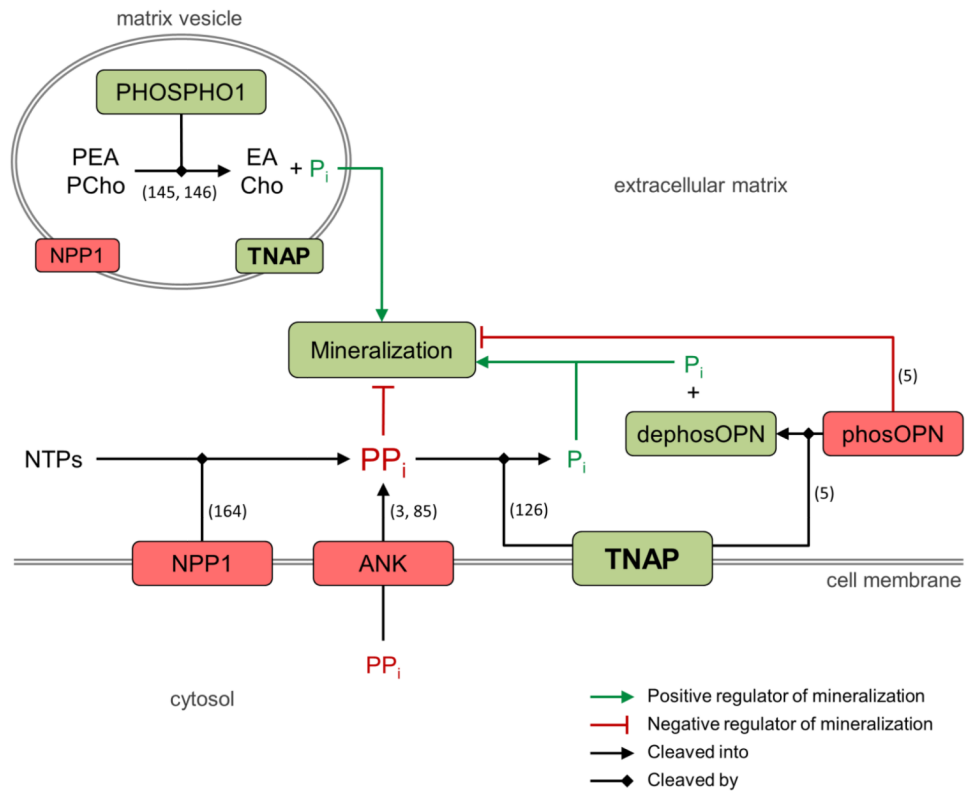 matrix vesicle
PHOSPHO1
PEA
PCho
(145, 146)
EA
Cho
+ Pi
NPP1
TNAP
extracellular matrix
Mineralization
Pi
+
(5)
dephosOPN
phosOPN
NTPs
PPi
Pi
(164)
(3, 85)
(126)
(5)
NPP1
ANK
TNAP
cell membrane
PPi
cytosol
Positive regulator of mineralization
Negative regulator of mineralization
Cleaved into
Cleaved by